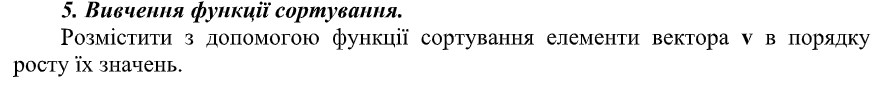 5. Вивчення функції сортування.
Розмістити з допомогою функції сортування елементи вектора v в порядку
росту їх значень.